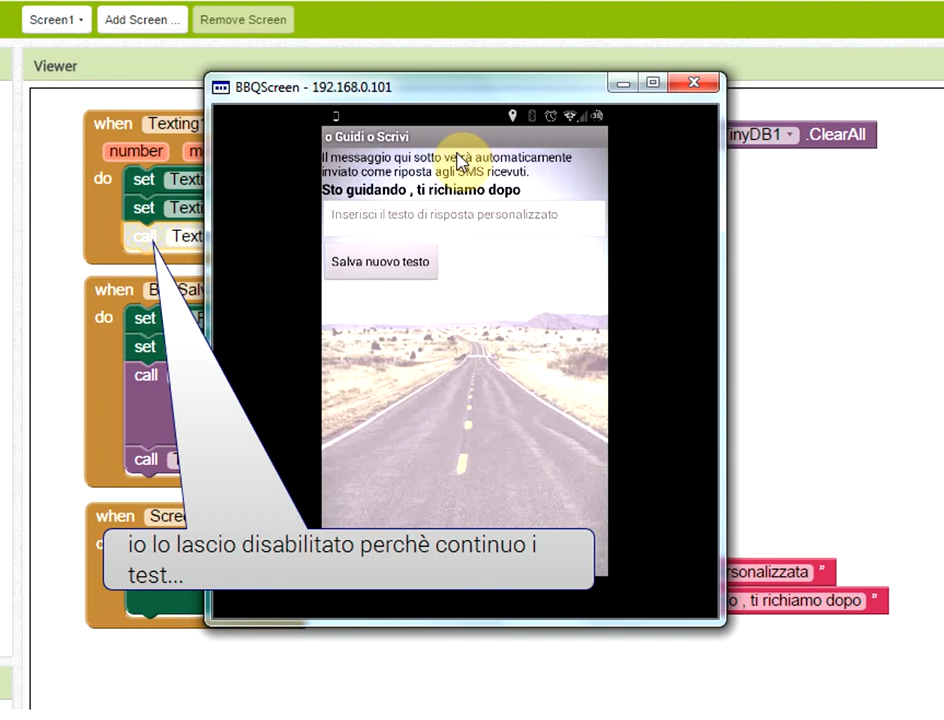 Screen1
Add Screen ...
Remove Screen
Viewer
BBQScreen - 192.168.0.101
when
number
do
set
set
call
inyDB1
.ClearAll
o Guidi o Scrivi
Il messaggio qui sotto verrà automaticamente
inviato come riposta agli SMS ricevuti.
Sto guidando , ti richiamo dopo
Inserisci il testo di risposta personalizzato
Salva nuovo testo
when
do
set
set
call
call
when
io lo lascio disabilitato perchè continuo i
test...
rsonalizzata "
o , ti richiamo dopo "